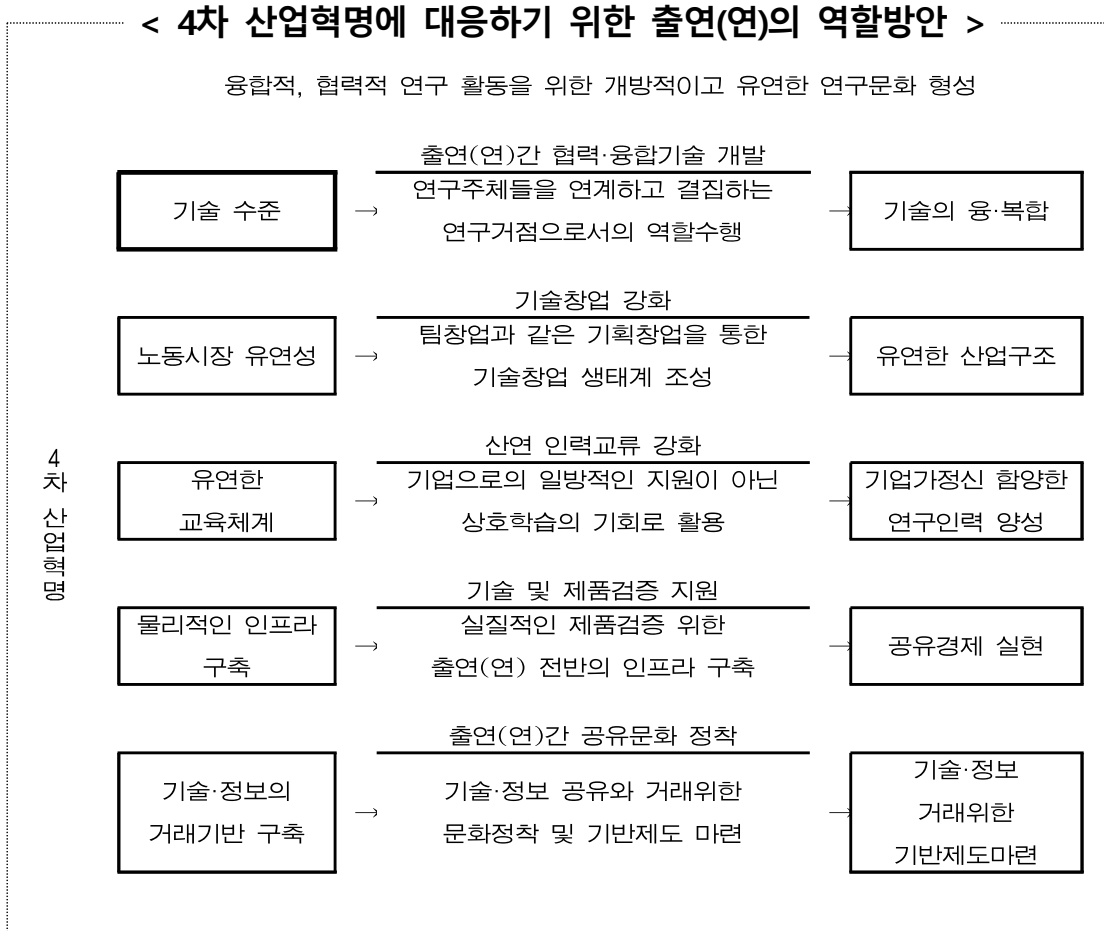 < 4차 산업혁명에 대응하기 위한 출연(연)의 역할방안 >
융합적, 협력적 연구 활동을 위한 개방적이고 유연한 연구문화 형성
4차 산업혁명
기술 수준
→
출연(연)간 협력·융합기술 개발
연구주체들을 연계하고 결집하는
연구거점으로서의 역할수행
→
기술의 융·복합
노동시장 유연성
→
기술창업 강화
팀창업과 같은 기획창업을 통한
기술창업 생태계 조성
→
유연한 산업구조
유연한
교육체계
→
산연 인력교류 강화
기업으로의 일방적인 지원이 아닌
상호학습의 기회로 활용
→
기업가정신 함양한
연구인력 양성
물리적인 인프라
구축
→
기술 및 제품검증 지원
실질적인 제품검증 위한
출연(연) 전반의 인프라 구축
→
공유경제 실현
기술·정보의
거래기반 구축
→
출연(연)간 공유문화 정착
기술·정보 공유와 거래위한
문화정착 및 기반제도 마련
→
기술·정보
거래위한
기반제도마련